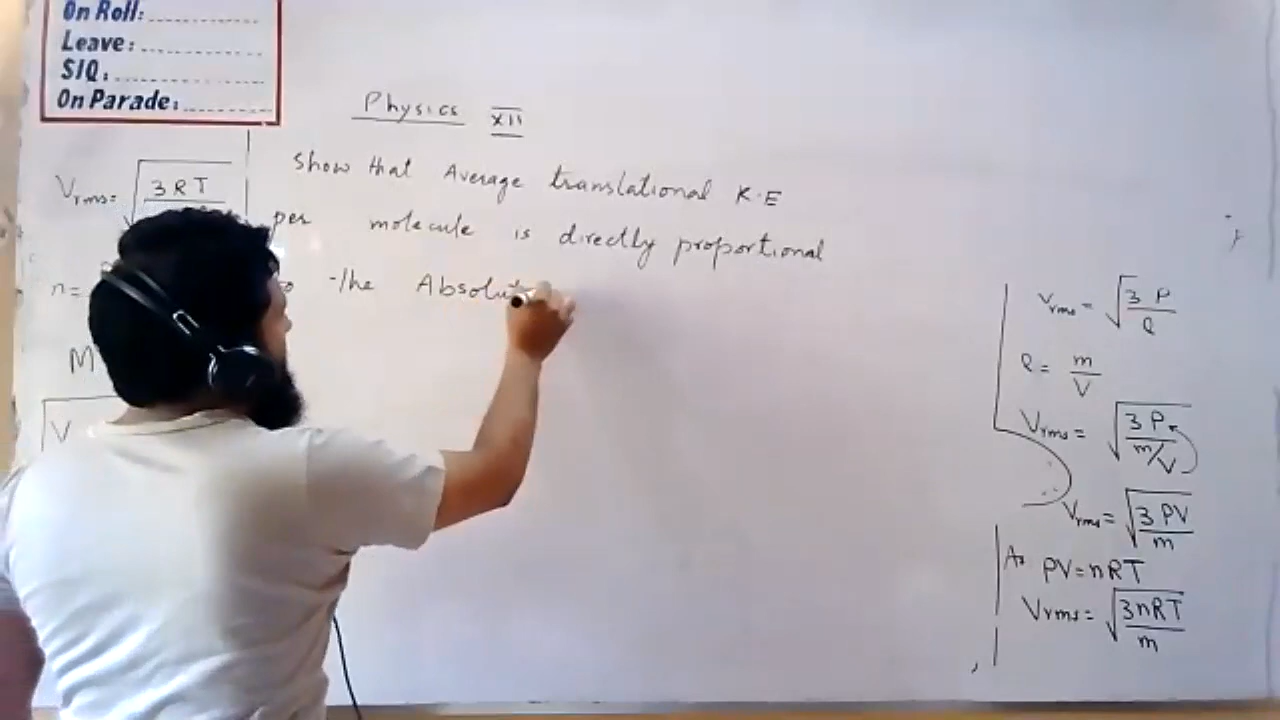 On Roll:
Leave:
SIQ:
On Parade:
Physics XII
Show that Average translational K.E
per molecule is directly proportional
the Absolut
Vrms= √3RT
n=
M
√V
Vrms= √3P/ρ
ρ= m/V
Vrms= √3P/m/V
Vrms= √3PV/m
As PV=nRT
Vrms= √3nRT/m